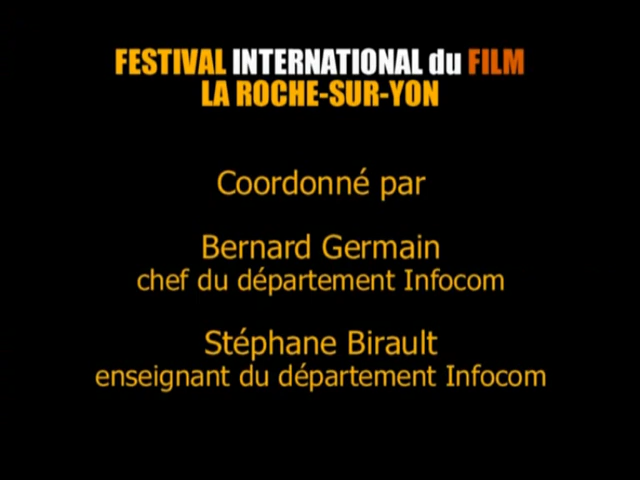 FESTIVAL INTERNATIONAL du FILM
LA ROCHE-SUR-YON
Coordonné par
Bernard Germain
chef du département Infocom
Stéphane Birault
enseignant du département Infocom